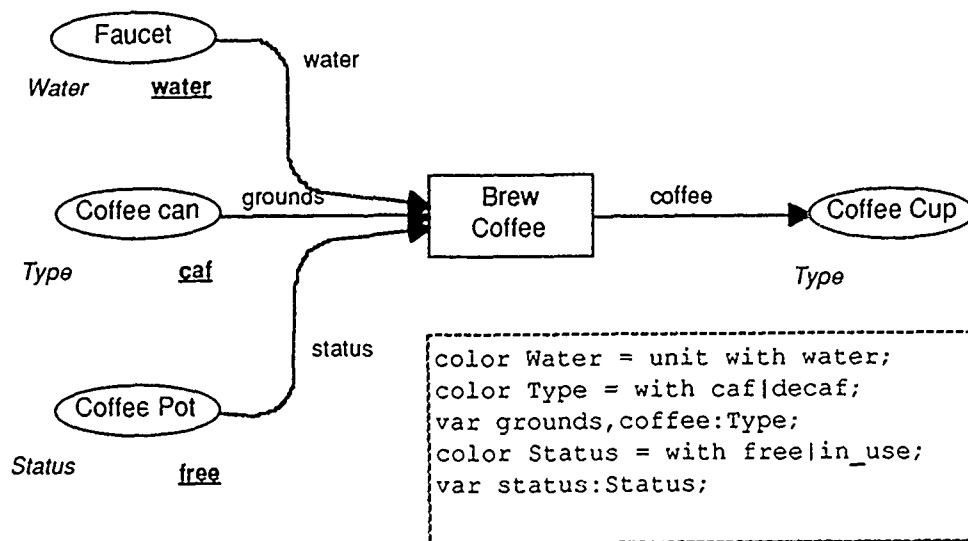 Faucet
water
Water
water
grounds
Coffee can
Brew
Coffee
coffee
Coffee Cup
Type
caf
Type
status
Coffee Pot
Status
free
color Water = unit with water;
color Type = with caf|decaf;
var grounds,coffee:Type;
color Status = with free|in_use;
var status:Status;